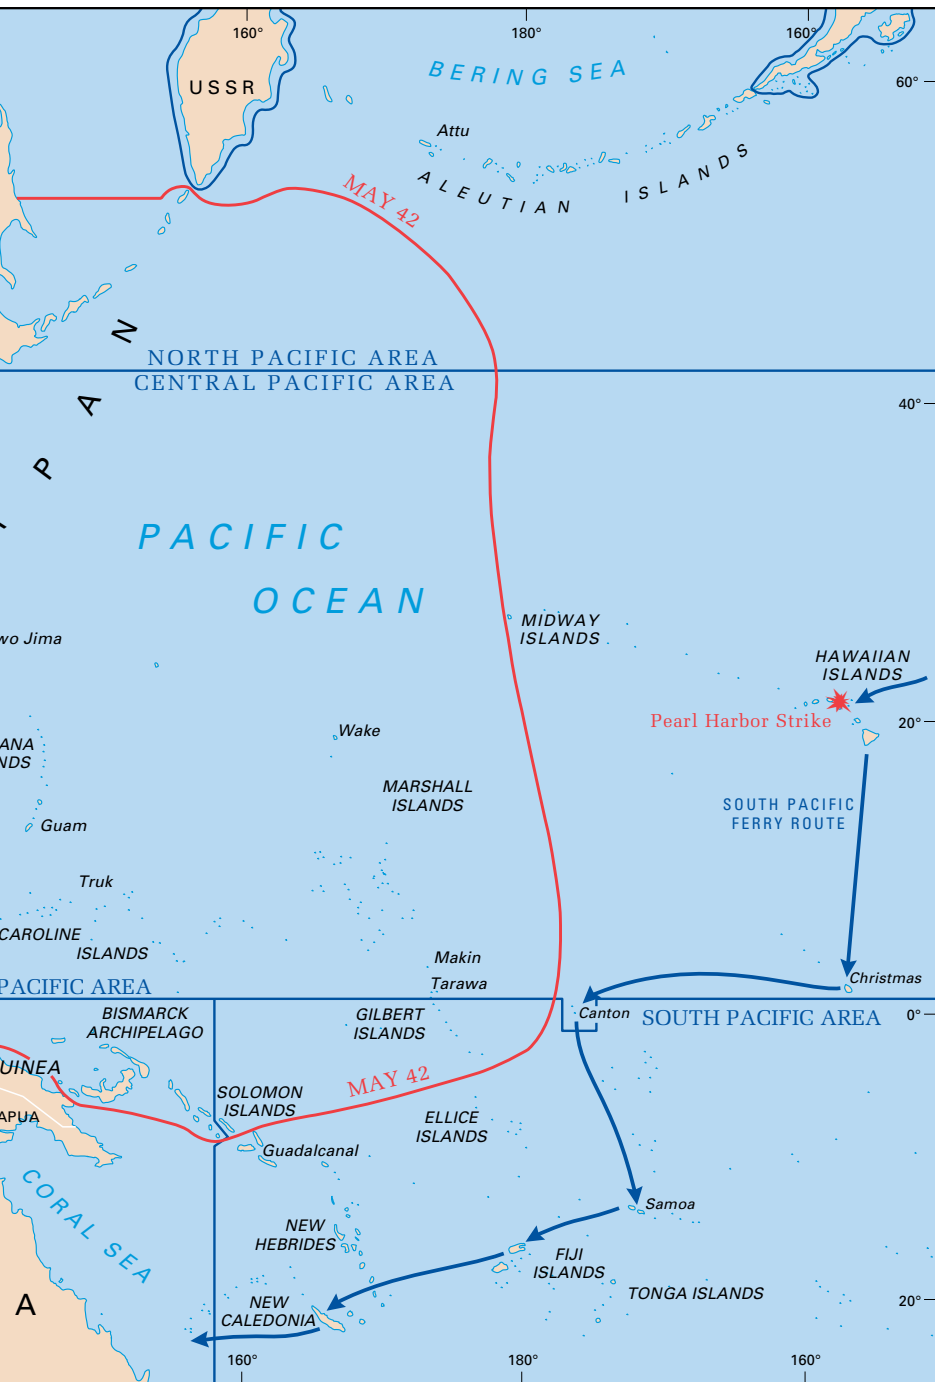 160°
180°
160°
USSR
BERING SEA
60°
Attu
ALEUTIAN ISLANDS
MAY 42
N
NORTH PACIFIC AREA
CENTRAL PACIFIC AREA
A
40°
P
PACIFIC
OCEAN
MIDWAY
ISLANDS
wo Jima
HAWAIIAN
ISLANDS
Pearl Harbor Strike
20°
Wake
ANA
NDS
MARSHALL
ISLANDS
SOUTH PACIFIC
FERRY ROUTE
Guam
Truk
CAROLINE
ISLANDS
Makin
Christmas
Tarawa
PACIFIC AREA
BISMARCK
ARCHIPELAGO
GILBERT
ISLANDS
Canton
SOUTH PACIFIC AREA
0°
UINEA
MAY 42
SOLOMON
ISLANDS
APUA
ELLICE
ISLANDS
Guadalcanal
CORAL SEA
Samoa
NEW
HEBRIDES
FIJI
ISLANDS
TONGA ISLANDS
A
NEW
CALEDONIA
20°
160°
180°
160°